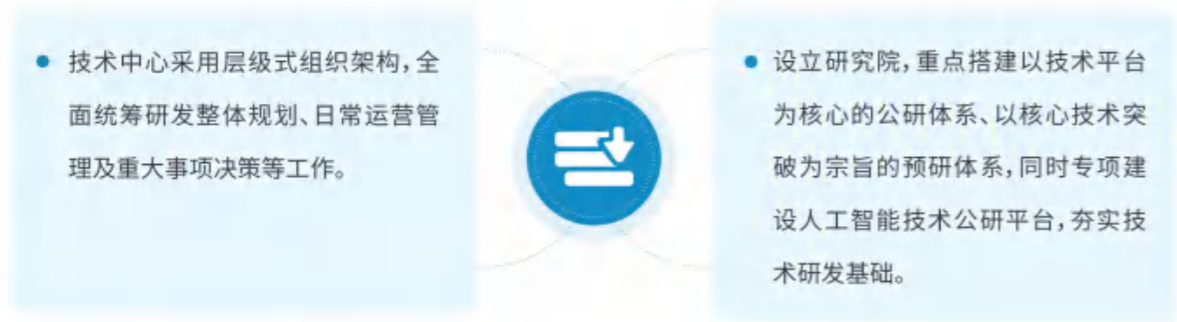 技术中心采用层级式组织架构,全
面统筹研发整体规划、日常运营管
理及重大事项决策等工作。
设立研究院,重点搭建以技术平台
为核心的公研体系、以核心技术突
破为宗旨的预研体系,同时专项建
设人工智能技术公研平台,夯实技
术研发基础。